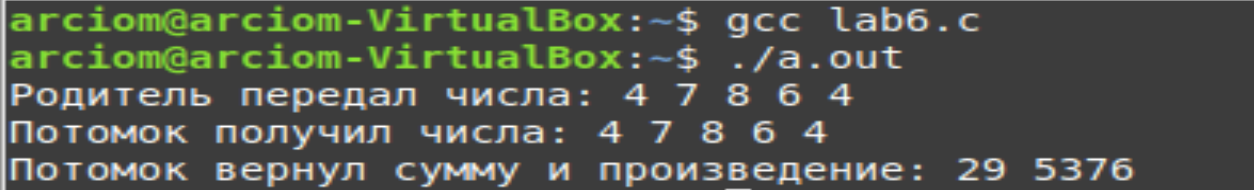 arciom@arciom-VirtualBox:~$ gcc lab6.c
arciom@arciom-VirtualBox:~$ ./a.out
Родитель передал числа: 4 7 8 6 4
Потомок получил числа: 4 7 8 6 4
Потомок вернул сумму и произведение: 29 5376